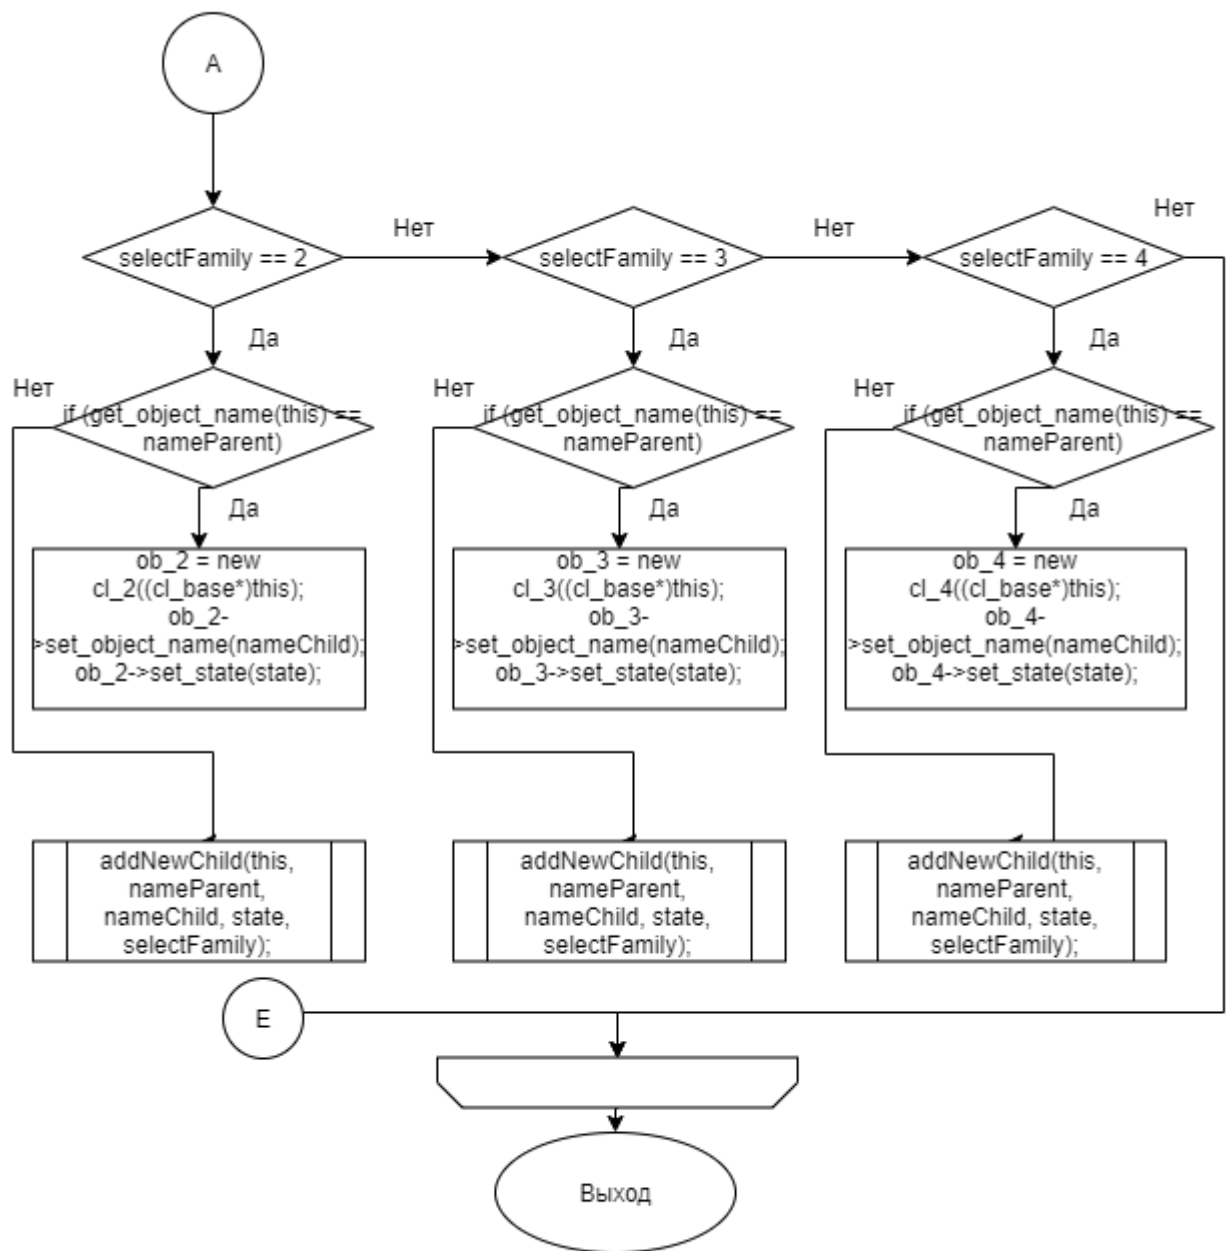 A
Нет
Нет
Нет
selectFamily == 2
selectFamily == 3
selectFamily == 4
Да
Да
Да
Нет
Нет
Нет
if (get_object_name(this) ==
nameParent)
if (get_object_name(this) ==
nameParent)
if (get_object_name(this) ==
nameParent)
Да
Да
Да
ob_2 = new
cl_2((cl_base*)this);
ob_2-
>set_object_name(nameChild);
ob_2->set_state(state);
ob_3 = new
cl_3((cl_base*)this);
ob_3-
>set_object_name(nameChild);
ob_3->set_state(state);
ob_4 = new
cl_4((cl_base*)this);
ob_4-
>set_object_name(nameChild);
ob_4->set_state(state);
addNewChild(this,
nameParent,
nameChild, state,
selectFamily);
addNewChild(this,
nameParent,
nameChild, state,
selectFamily);
addNewChild(this,
nameParent,
nameChild, state,
selectFamily);
E
Выход